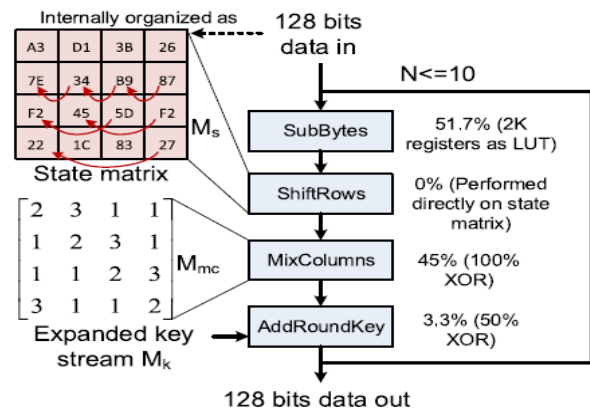 Internally organized as
128 bits
data in
A3 D1 3B 26
7E 34 B9 87
F2 45 5D F2
22 1C 83 27
M_s
State matrix
N<=10
SubBytes
51.7% (2K
registers as LUT)
ShiftRows
0% (Performed
directly on state
matrix)
2 3 1 1
1 2 3 1
1 1 2 3
3 1 1 2
M_mc
MixColumns
45% (100%
XOR)
Expanded key
stream M_k
AddRoundKey
3,3% (50%
XOR)
128 bits data out